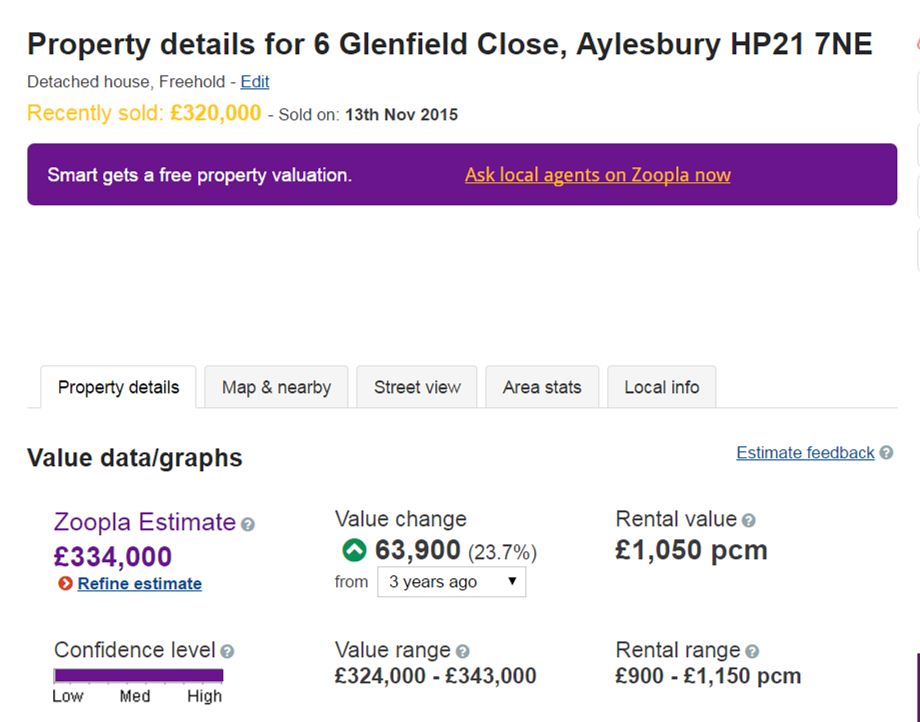 Property details for 6 Glenfield Close, Aylesbury HP21 7NE
Detached house, Freehold - Edit
Recently sold: £320,000 - Sold on: 13th Nov 2015
Smart gets a free property valuation. Ask local agents on Zoopla now
Property details Map & nearby Street view Area stats Local info
Value data/graphs Estimate feedback ?
Zoopla Estimate ? Value change Rental value ?
£334,000 63,900 (23.7%) £1,050 pcm
Refine estimate from 3 years ago
Confidence level ? Value range ? Rental range ?
£324,000 - £343,000 £900 - £1,150 pcm
Low Med High